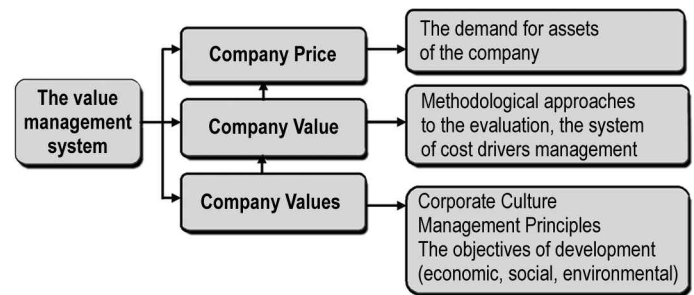 The value
management
system
Company Price
Company Value
Company Values
The demand for assets
of the company
Methodological approaches
to the evaluation, the system
of cost drivers management
Corporate Culture
Management Principles
The objectives of development
(economic, social, environmental)